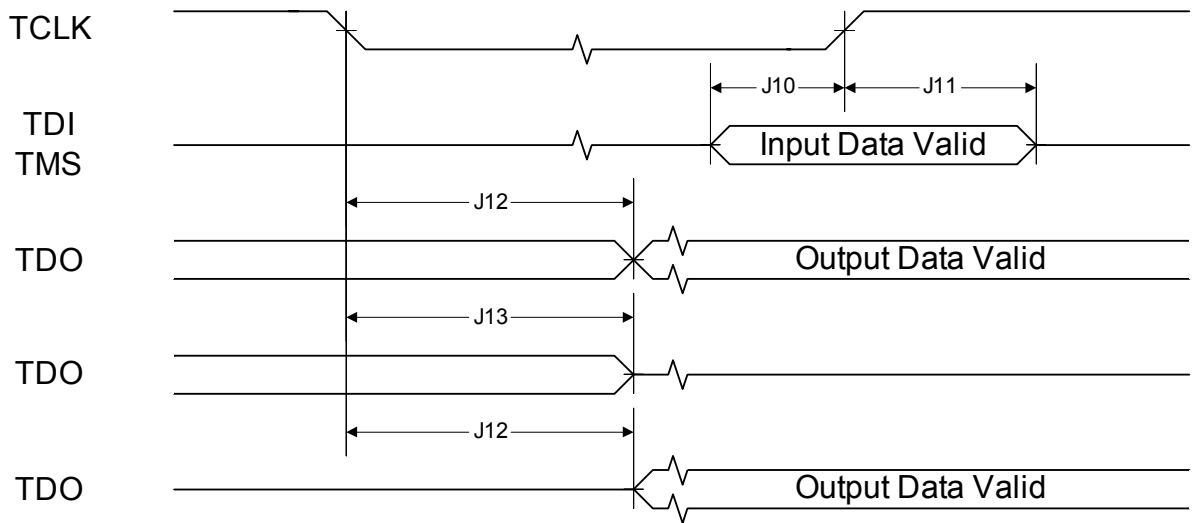 TCLK
J10
J11
TDI
TMS
Input Data Valid
J12
TDO
Output Data Valid
J13
TDO
J12
TDO
Output Data Valid